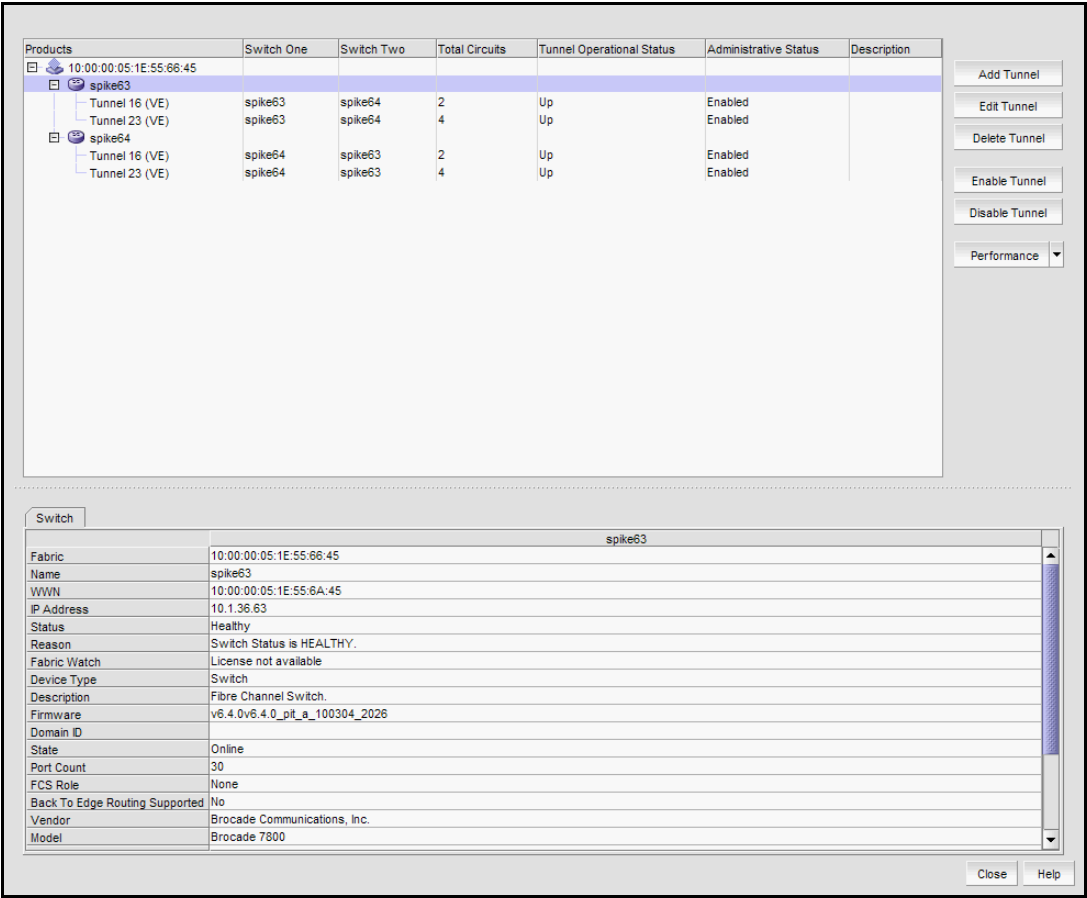 Products Switch One Switch Two Total Circuits Tunnel Operational Status Administrative Status Description
10:00:00:05:1E:55:66:45
spike63
Tunnel 16 (VE) spike63 spike64 2 Up Enabled
Tunnel 23 (VE) spike63 spike64 4 Up Enabled
spike64
Tunnel 16 (VE) spike64 spike63 2 Up Enabled
Tunnel 23 (VE) spike64 spike63 4 Up Enabled
Add Tunnel
Edit Tunnel
Delete Tunnel
Enable Tunnel
Disable Tunnel
Performance
Switch
spike63
Fabric 10:00:00:05:1E:55:66:45
Name spike63
WWN 10:00:00:05:1E:55:6A:45
IP Address 10.1.36.63
Status Healthy
Reason Switch Status is HEALTHY.
Fabric Watch License not available
Device Type Switch
Description Fibre Channel Switch.
Firmware v6.4.0v6.4.0_pit_a_100304_2026
Domain ID
State Online
Port Count 30
FCS Role None
Back To Edge Routing Supported No
Vendor Brocade Communications, Inc.
Model Brocade 7800
Close Help